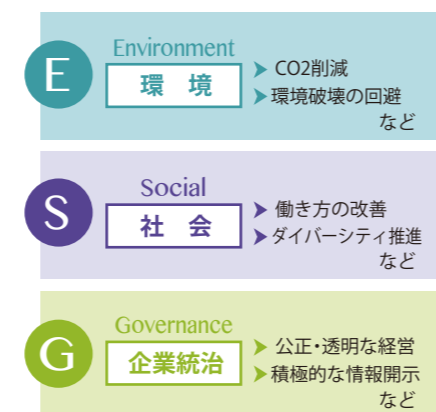 E
Environment
環 境
CO2削減
環境破壊の回避
など
S
Social
社 会
働き方の改善
ダイバーシティ推進
など
G
Governance
企業統治
公正・透明な経営
積極的な情報開示
など